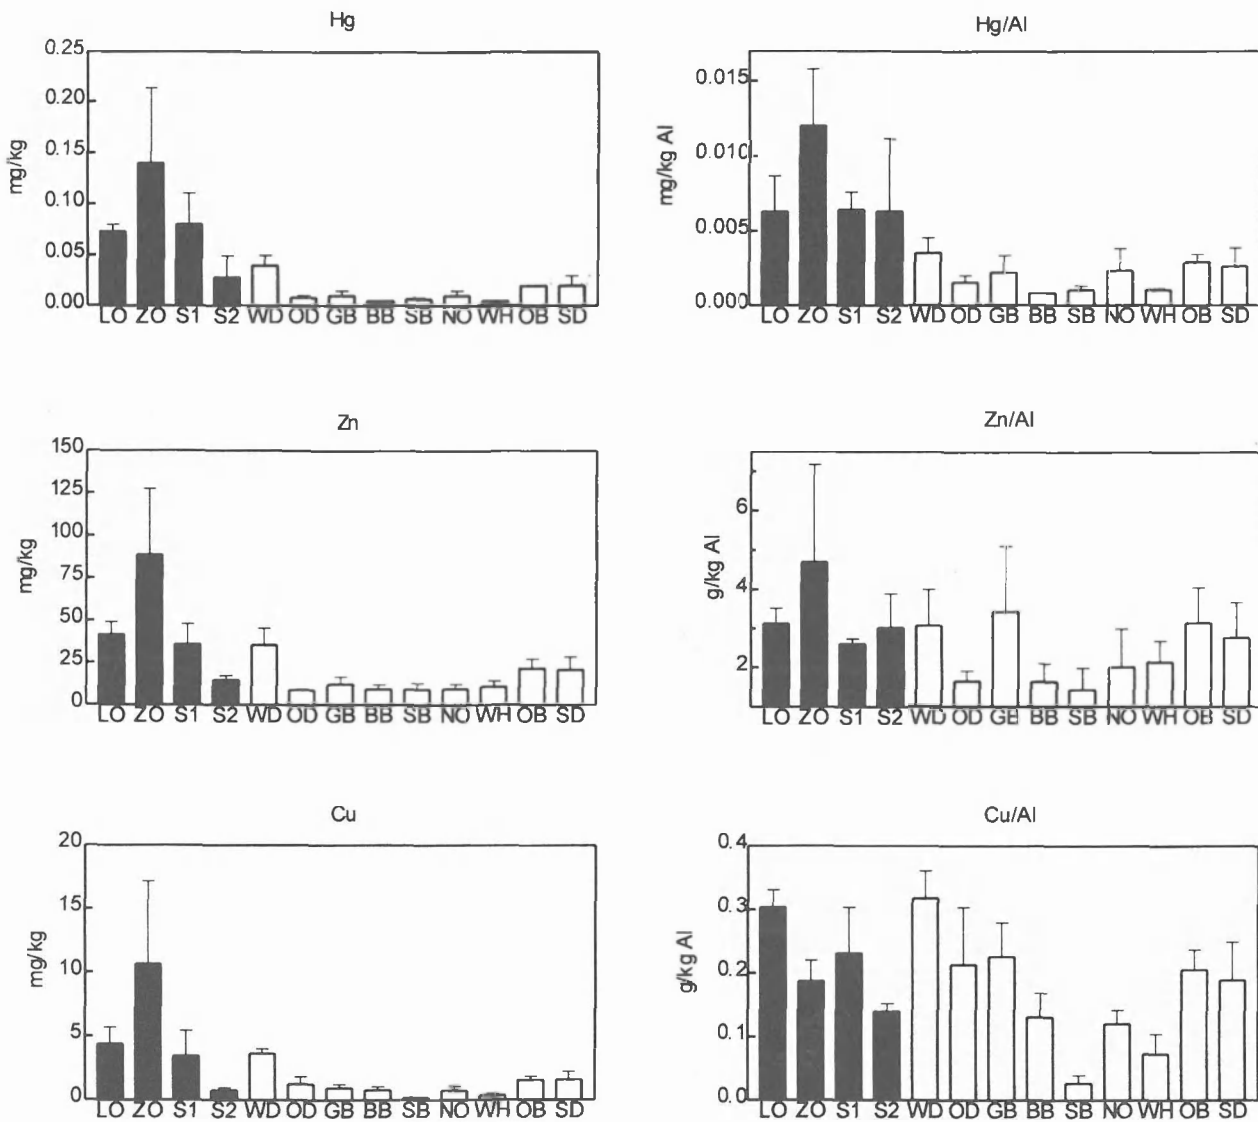 Hg
0.25
0.20
0.15
0.10
0.05
0.00
mg/kg
LO ZO S1 S2 WD OD GB BB SB NO WH OB SD
Hg/Al
0.015
0.010
0.005
0.000
mg/kg Al
LO ZO S1 S2 WD OD GB BB SB NO WH OB SD
Zn
150
125
100
75
50
25
0
mg/kg
LO ZO S1 S2 WD OD GB BB SB NO WH OB SD
Zn/Al
6
4
2
g/kg Al
LO ZO S1 S2 WD OD GB BB SB NO WH OB SD
Cu
20
15
10
5
0
mg/kg
LO ZO S1 S2 WD OD GB BB SB NO WH OB SD
Cu/Al
0.4
0.3
0.2
0.1
0.0
g/kg Al
LO ZO S1 S2 WD OD GB BB SB NO WH OB SD